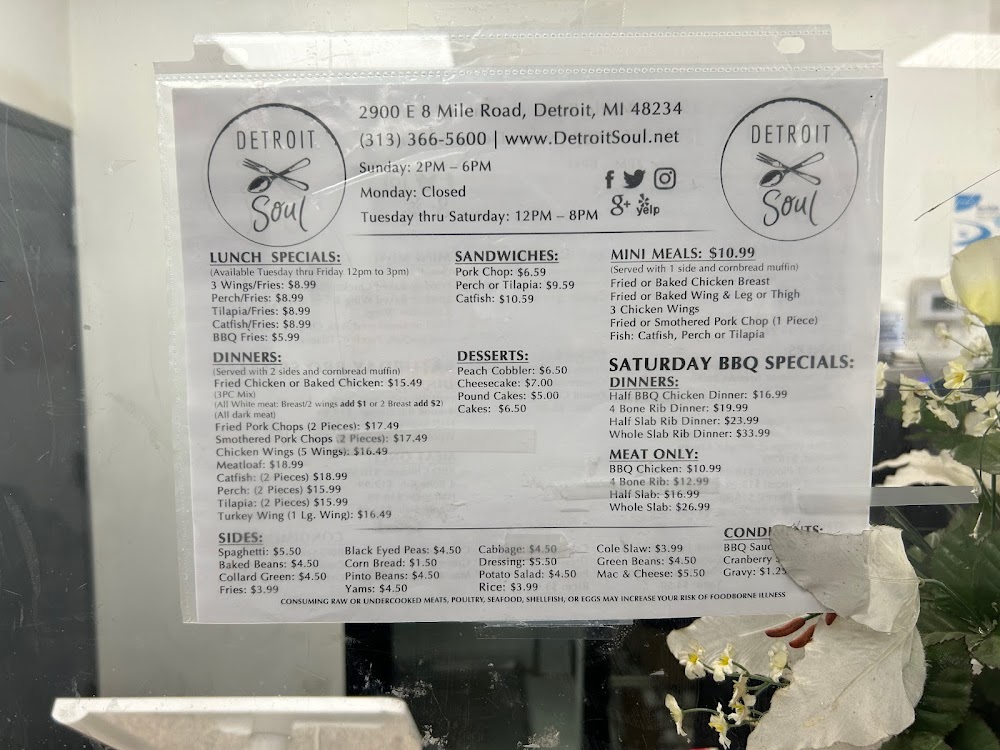 DETROIT
Soul
2900 E 8 Mile Road, Detroit, MI 48234
(313) 366-5600 | www.DetroitSoul.net
Sunday: 2PM – 6PM
Monday: Closed
Tuesday thru Saturday: 12PM – 8PM
f
g+ yelp
DETROIT
Soul
LUNCH SPECIALS:
(Available Tuesday thru Friday 12pm to 3pm)
3 Wings/Fries: $8.99
Perch/Fries: $8.99
Tilapia/Fries: $8.99
Catfish/Fries: $8.99
BBQ Fries: $5.99
SANDWICHES:
Pork Chop: $6.59
Perch or Tilapia: $9.59
Catfish: $10.59
MINI MEALS: $10.99
(Served with 1 side and cornbread muffin)
Fried or Baked Chicken Breast
Fried or Baked Wing & Leg or Thigh
3 Chicken Wings
Fried or Smothered Pork Chop (1 Piece)
Fish: Catfish, Perch or Tilapia
DINNERS:
(Served with 2 sides and cornbread muffin)
Fried Chicken or Baked Chicken: $15.49
(3PC Mix)
(All White meat: Breast/2 wings add $1 or 2 Breast add $2)
(All dark meat)
Fried Pork Chops (2 Pieces): $17.49
Smothered Pork Chops (2 Pieces): $17.49
Chicken Wings (5 Wings): $16.49
Meatloaf: $18.99
Catfish: (2 Pieces) $18.99
Perch: (2 Pieces) $15.99
Tilapia: (2 Pieces) $15.99
Turkey Wing (1 Lg. Wing): $16.49
DESSERTS:
Peach Cobbler: $6.50
Cheesecake: $7.00
Pound Cakes: $5.00
Cakes: $6.50
SATURDAY BBQ SPECIALS:
DINNERS:
Half BBQ Chicken Dinner: $16.99
4 Bone Rib Dinner: $19.99
Half Slab Rib Dinner: $23.99
Whole Slab Rib Dinner: $33.99
MEAT ONLY:
BBQ Chicken: $10.99
4 Bone Rib: $12.99
Half Slab: $16.99
Whole Slab: $26.99
SIDES:
Spaghetti: $5.50
Baked Beans: $4.50
Collard Green: $4.50
Fries: $3.99
Black Eyed Peas: $4.50
Corn Bread: $1.50
Pinto Beans: $4.50
Yams: $4.50
Cabbage: $4.50
Dressing: $5.50
Potato Salad: $4.50
Rice: $3.99
Cole Slaw: $3.99
Green Beans: $4.50
Mac & Cheese: $5.50
BBQ
Cranberry
Gravy: $1.25
CONSUMING RAW OR UNDERCOOKED MEATS, POULTRY, SEAFOOD, SHELLFISH, OR EGGS MAY INCREASE YOUR RISK OF FOODBORNE ILLNESS